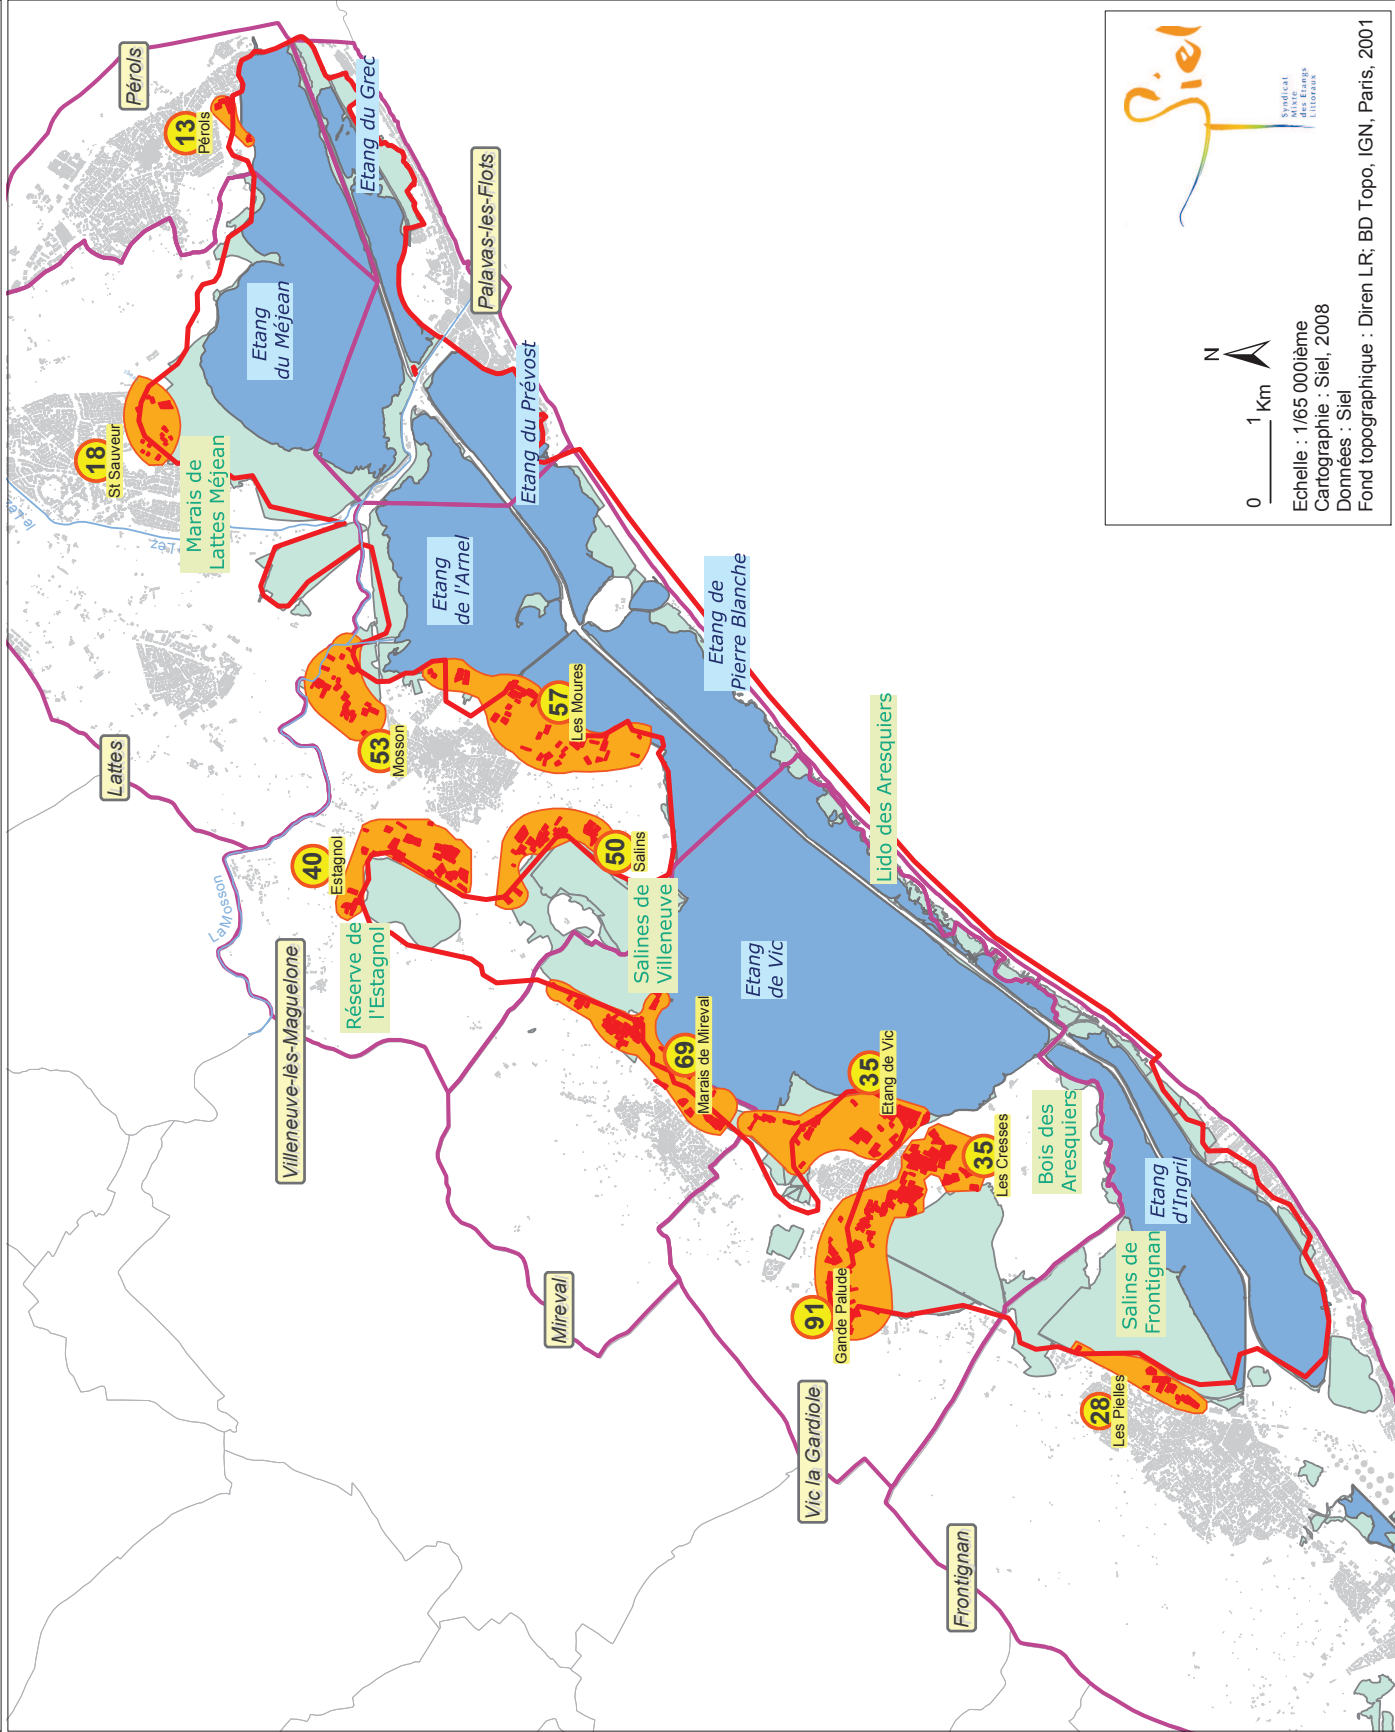 Pérols
13
Pérols
Etang du Grec
Palavas-les-Flots
Etang
du Méjean
18
St Sauveur
Marais de
Lattes Méjean
Etang du Prévost
le Lez
Lez
Etang
de l'Arnel
Etang de
Pierre Blanche
57
Les Moures
53
Mosson
Lattes
Lido des Aresquiers
40
Estagnol
50
Salins
LaMosson
Salines de
Villeneuve
Réserve de
l'Estagnol
Villeneuve-lès-Maguelone
Etang
de Vic
69
Marais de Mireval
35
Etang de Vic
35
Les Cresses
Bois des
Aresquiers
Etang
d'Ingril
Salins de
Frontignan
Mireval
91
Gande Palude
28
Les Pielles
Vic la Gardiole
Frontignan
Siel
Syndicat
Mixte
des Etangs
Littoraux
N
0 1
Km
Echelle : 1/65 000ième
Cartographie : Siel, 2008
Données : Siel
Fond topographique : Diren LR; BD Topo, IGN, Paris, 2001